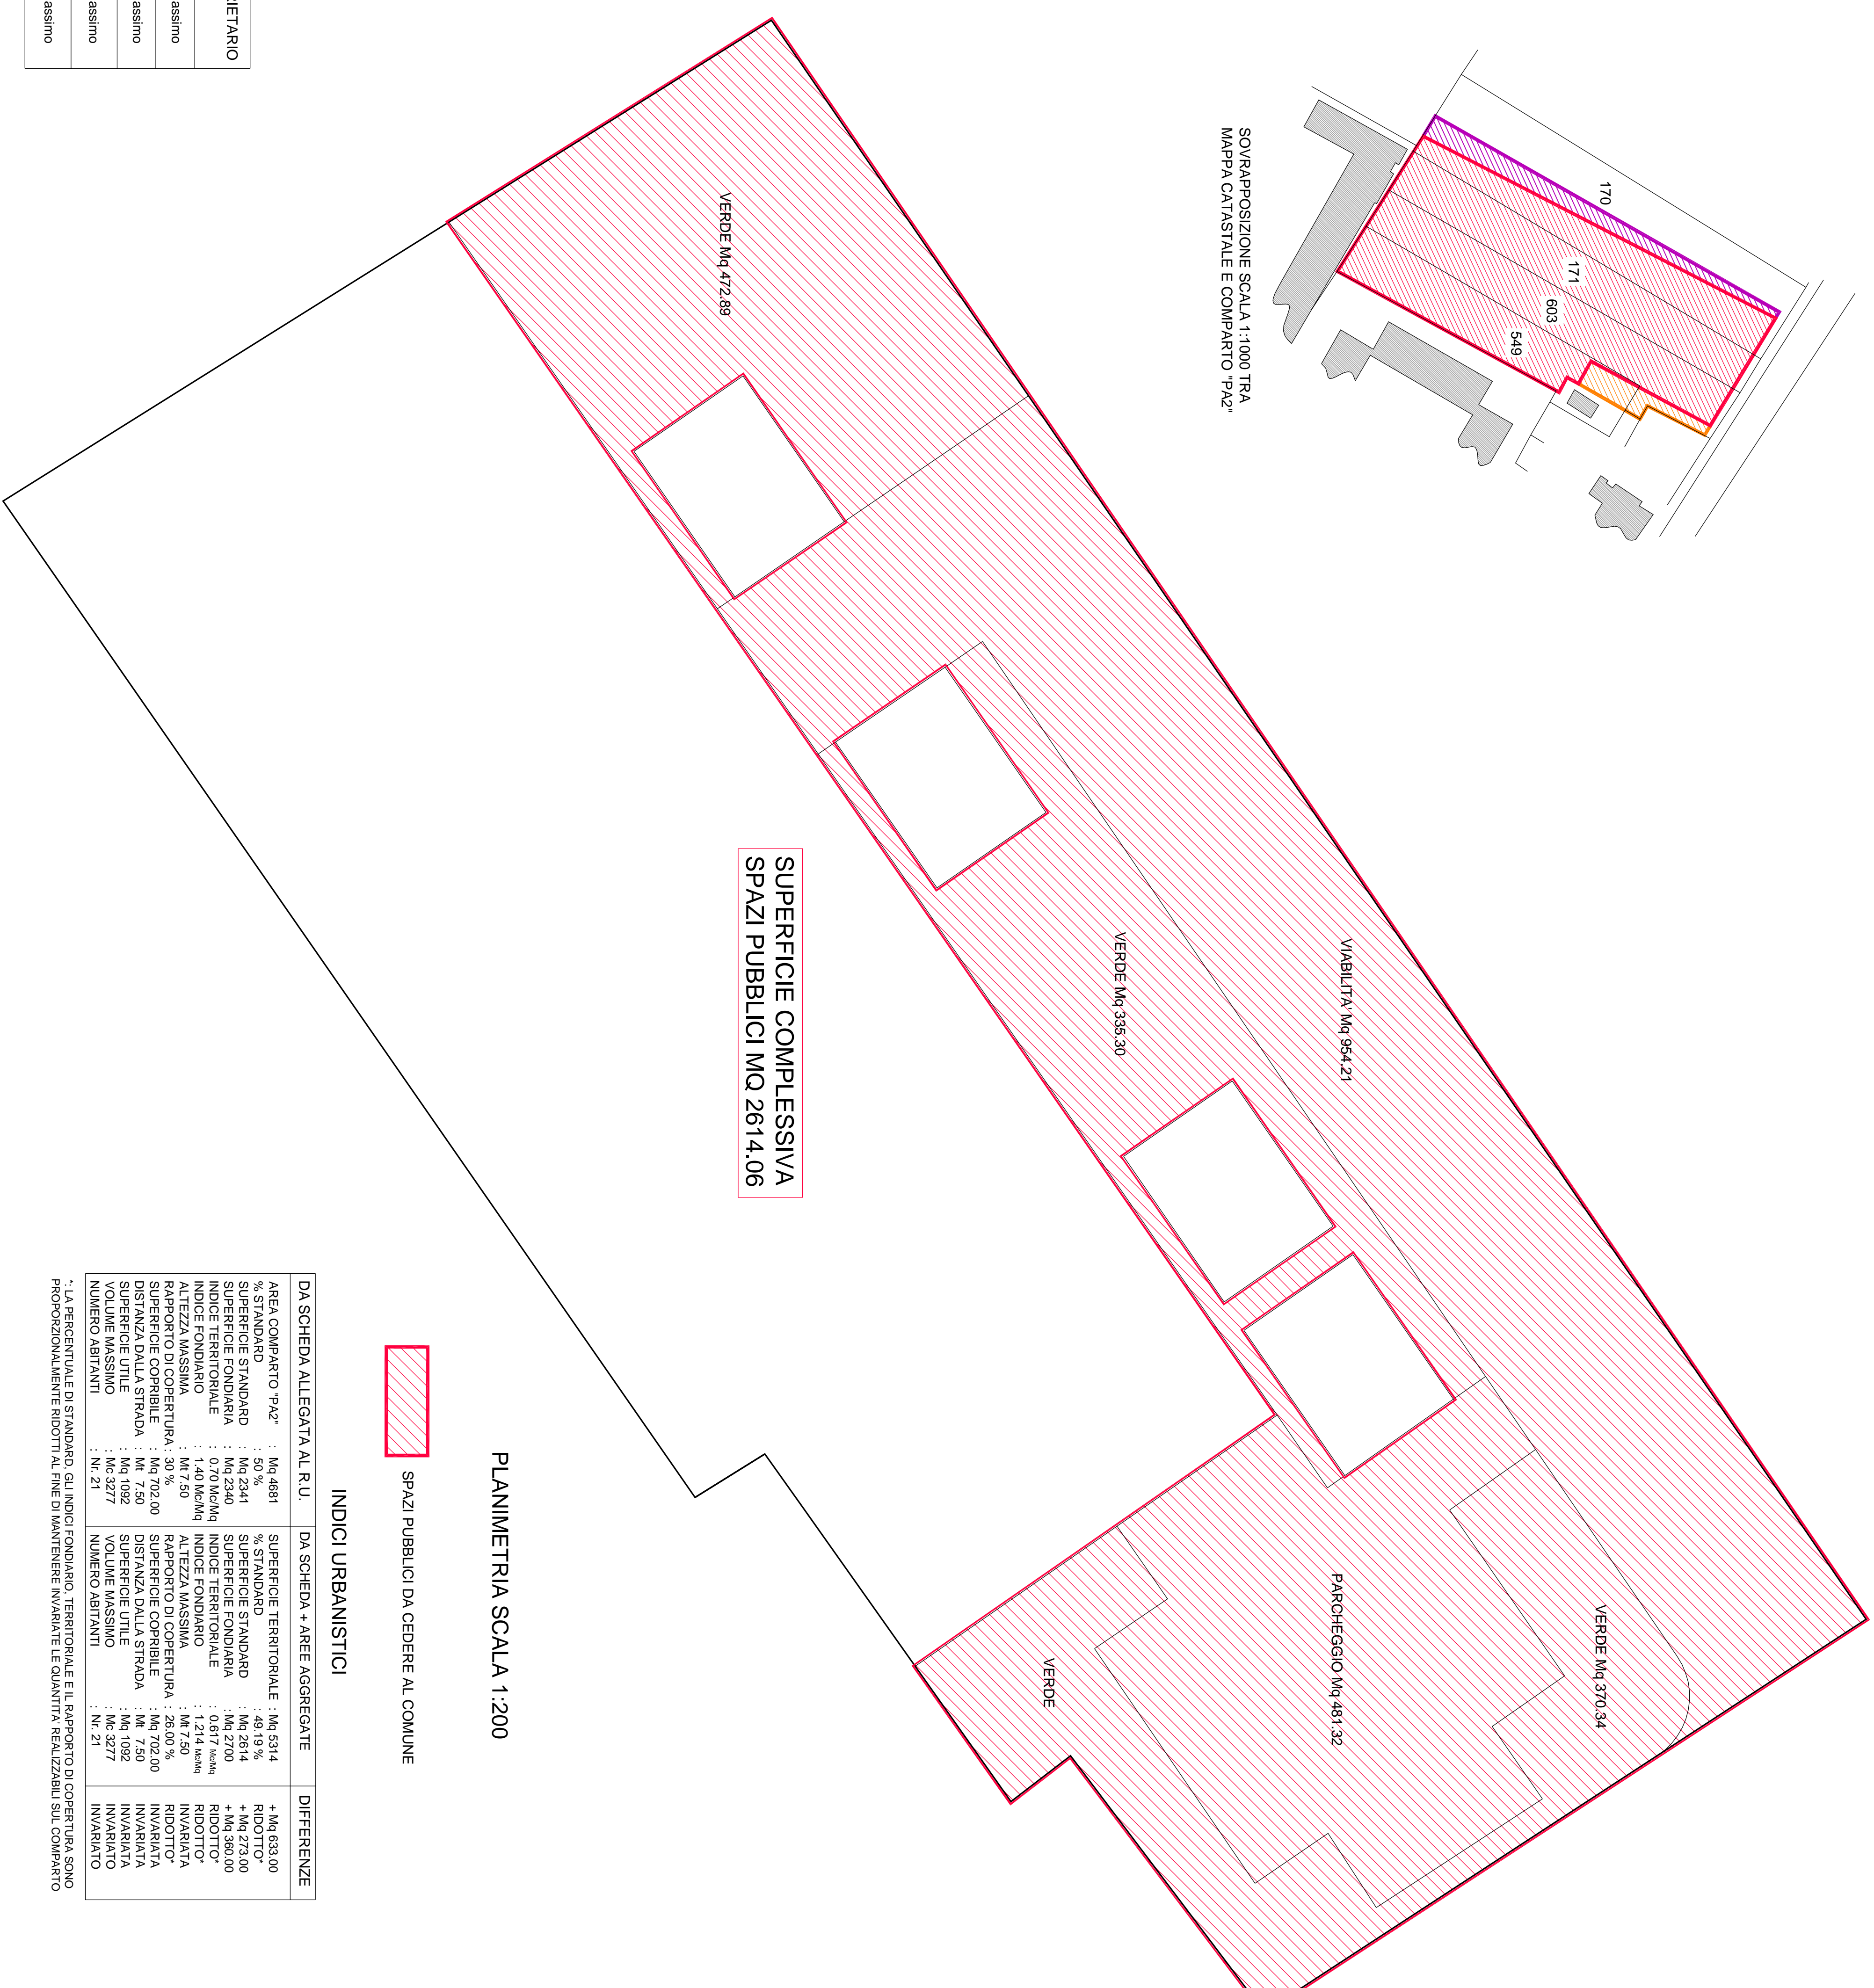 SOVRAPPOSIZIONE SCALA 1:1000 TRA
MAPPA CATASTALE E COMPARTO "PA2"
170
171
603
549
VERDE Mq 472.89
VIABILITA' Mq 954.21
VERDE Mq 335.30
VERDE Mq 370.34
PARCHEGGIO Mq 481.32
VERDE
SUPERFICIE COMPLESSIVA
SPAZI PUBBLICI MQ 2614.06
PLANIMETRIA SCALA 1:200
SPAZI PUBBLICI DA CEDERE AL COMUNE
INDICI URBANISTICI
DA SCHEDA ALLEGATA AL R.U.
AREA COMPARTO "PA2" : Mq 4681
% STANDARD : 50 %
SUPERFICIE STANDARD : Mq 2341
SUPERFICIE FONDIARIA : Mq 2340
INDICE TERRITORIALE : 0.70 Mc/Mq
INDICE FONDIARIO : 1.40 Mc/Mq
ALTEZZA MASSIMA : Mt 7.50
RAPPORTO DI COPERTURA : 30 %
SUPERFICIE COPRIBILE : Mq 702.00
DISTANZA DALLA STRADA : Mt 7.50
SUPERFICIE UTILE : Mq 1092
VOLUME MASSIMO : Mc 3277
NUMERO ABITANTI : Nr. 21
DA SCHEDA + AREE AGGREGATE
SUPERFICIE TERRITORIALE : Mq 5314
% STANDARD : 49.19 %
SUPERFICIE STANDARD : Mq 2614
SUPERFICIE FONDIARIA : Mq 2700
INDICE TERRITORIALE : 0.617 Mc/Mq
INDICE FONDIARIO : 1.214 Mc/Mq
ALTEZZA MASSIMA : Mt 7.50
RAPPORTO DI COPERTURA : 26.00 %
SUPERFICIE COPRIBILE : Mq 702.00
DISTANZA DALLA STRADA : Mt 7.50
SUPERFICIE UTILE : Mq 1092
VOLUME MASSIMO : Mc 3277
NUMERO ABITANTI : Nr. 21
DIFFERENZE
+ Mq 633.00
RIDOTTO*
+ Mq 273.00
+ Mq 360.00
RIDOTTO*
RIDOTTO*
INVARIATA
RIDOTTO*
INVARIATA
INVARIATA
INVARIATA
INVARIATO
INVARIATO
*: LA PERCENTUALE DI STANDARD, GLI INDICI FONDIARIO, TERRITORIALE E IL RAPPORTO DI COPERTURA SONO
PROPORZIONALMENTE RIDOTTI AL FINE DI MANTENERE INVARIATE LE QUANTITA' REALIZZABILI SUL COMPARTO
RIETARIO
assimo
assimo
assimo
assimo